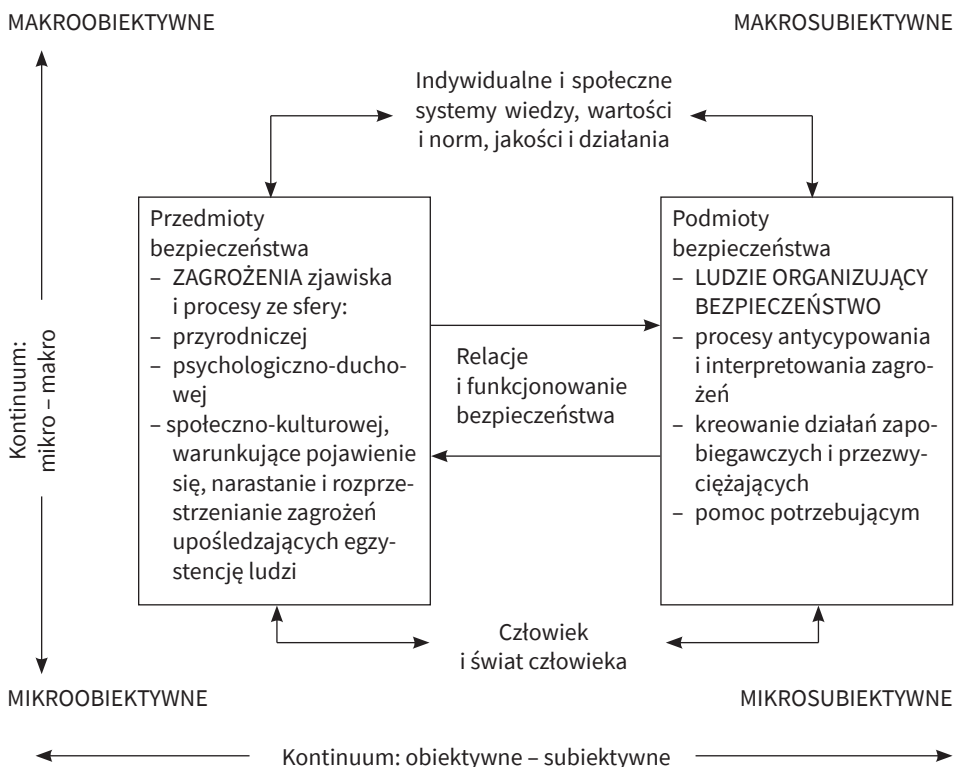 MAKROOBIEKTYWNE
MAKROSUBIEKTYWNE
Indywidualne i społeczne
systemy wiedzy, wartości
i norm, jakości i działania
Przedmioty
bezpieczeństwa
– ZAGROŻENIA zjawiska
i procesy ze sfery:
– przyrodniczej
– psychologiczno-ducho-
wej
– społeczno-kulturowej,
warunkujące pojawienie
się, narastanie i rozprze-
strzenianie zagrożeń
upośledzających egzy-
stencję ludzi
Relacje
i funkcjonowanie
bezpieczeństwa
Podmioty
bezpieczeństwa
– LUDZIE ORGANIZUJĄCY
BEZPIECZEŃSTWO
– procesy antycypowania
i interpretowania zagro-
żeń
– kreowanie działań zapo-
biegawczych i przezwy-
ciężających
– pomoc potrzebującym
Kontinuum:
mikro – makro
Człowiek
i świat człowieka
MIKROOBIEKTYWNE
MIKROSUBIEKTYWNE
Kontinuum: obiektywne – subiektywne